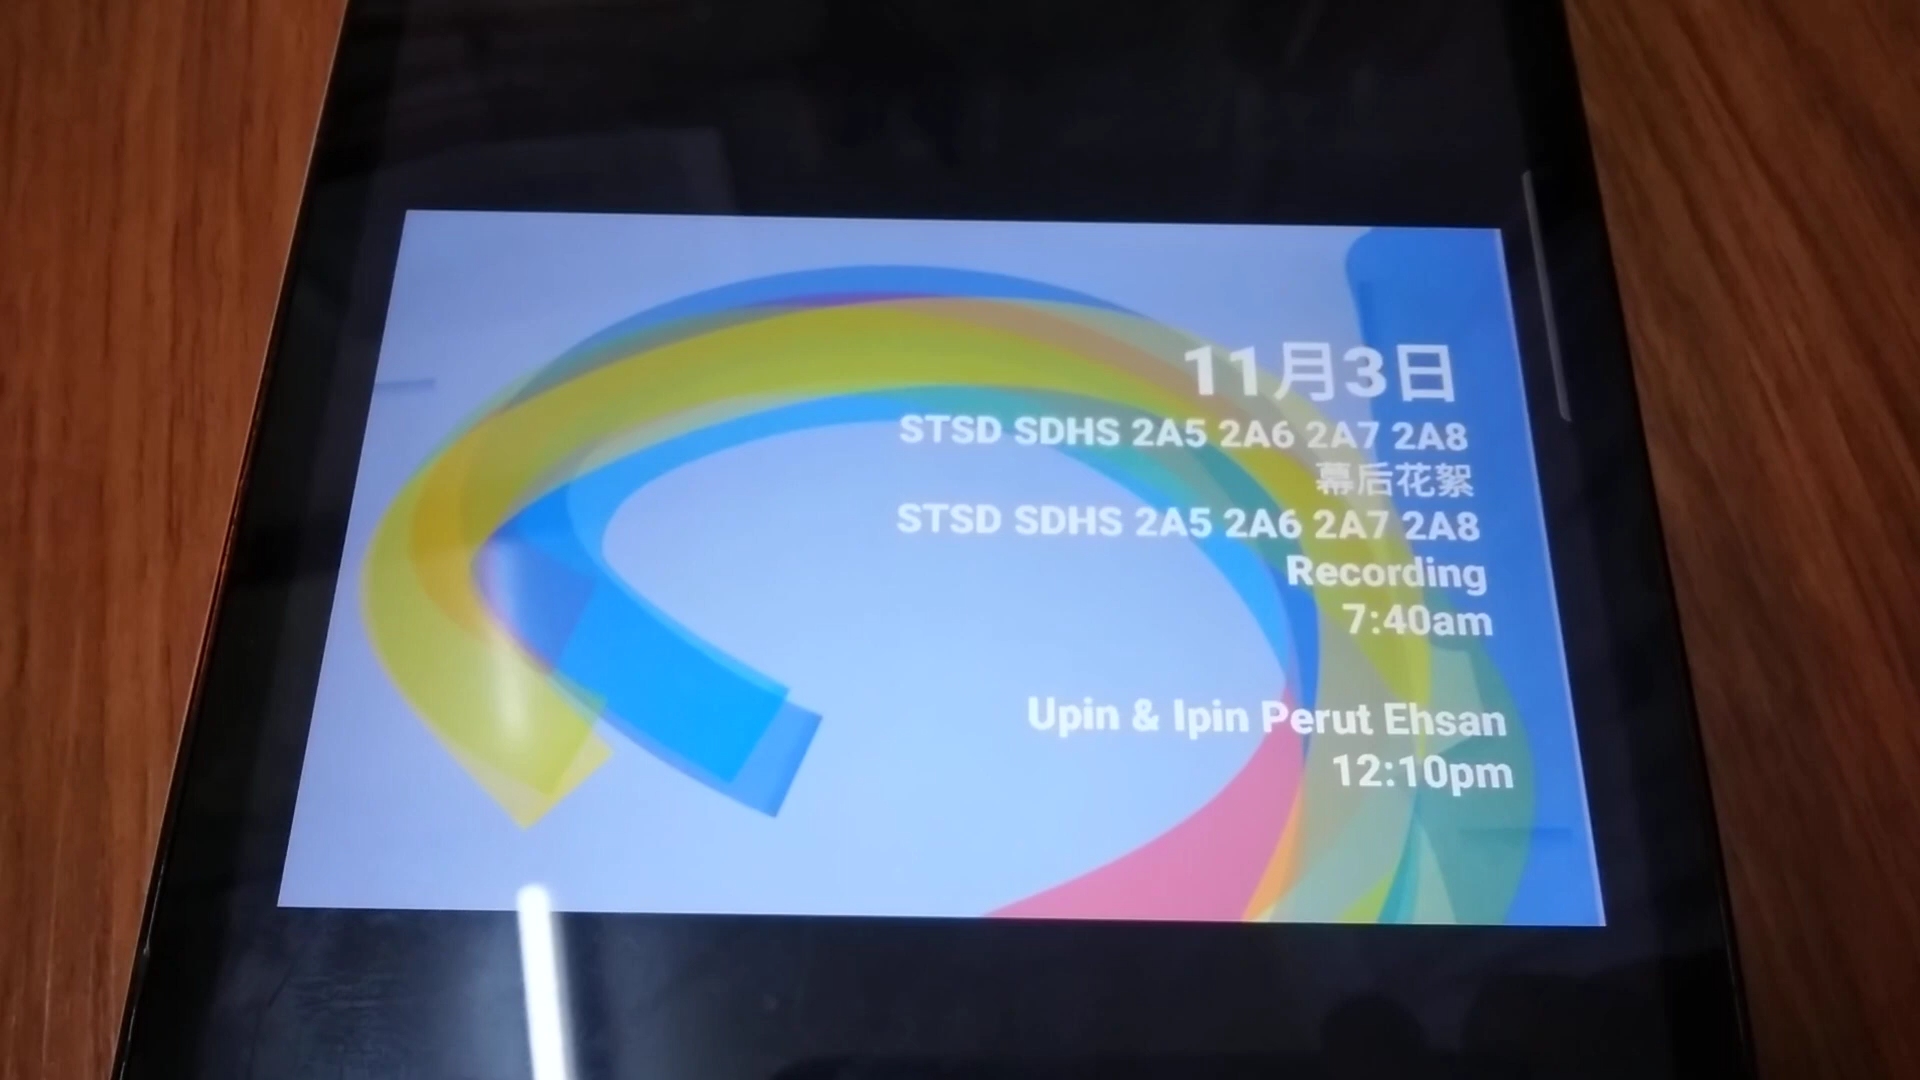 11月3日
STSD SDHS 2A5 2A6 2A7 2A8
幕后花絮
STSD SDHS 2A5 2A6 2A7 2A8
Recording
7:40am
Upin & Ipin Perut Ehsan
12:10pm